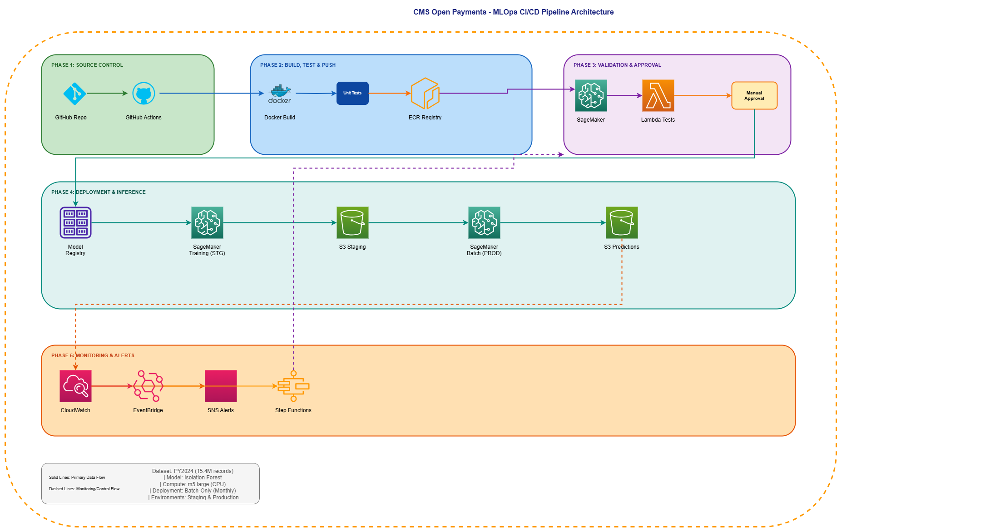 CMS Open Payments - MLOps CI/CD Pipeline Architecture
PHASE 1: SOURCE CONTROL
GitHub Repo
GitHub Actions
PHASE 2: BUILD, TEST & PUSH
docker
Docker Build
Unit Tests
ECR Registry
PHASE 3: VALIDATION & APPROVAL
SageMaker
Lambda Tests
Manual
Approval
PHASE 4: DEPLOYMENT & INFERENCE
Model
Registry
SageMaker
Training (STG)
S3 Staging
SageMaker
Batch (PROD)
S3 Predictions
PHASE 5: MONITORING & ALERTS
CloudWatch
EventBridge
SNS Alerts
Step Functions
Solid Lines: Primary Data Flow
Dashed Lines: Monitoring/Control Flow
Dataset: PY2024 (15.4M records)
| Model: Isolation Forest
| Compute: m5.large (CPU)
| Deployment: Batch-Only (Monthly)
| Environments: Staging & Production